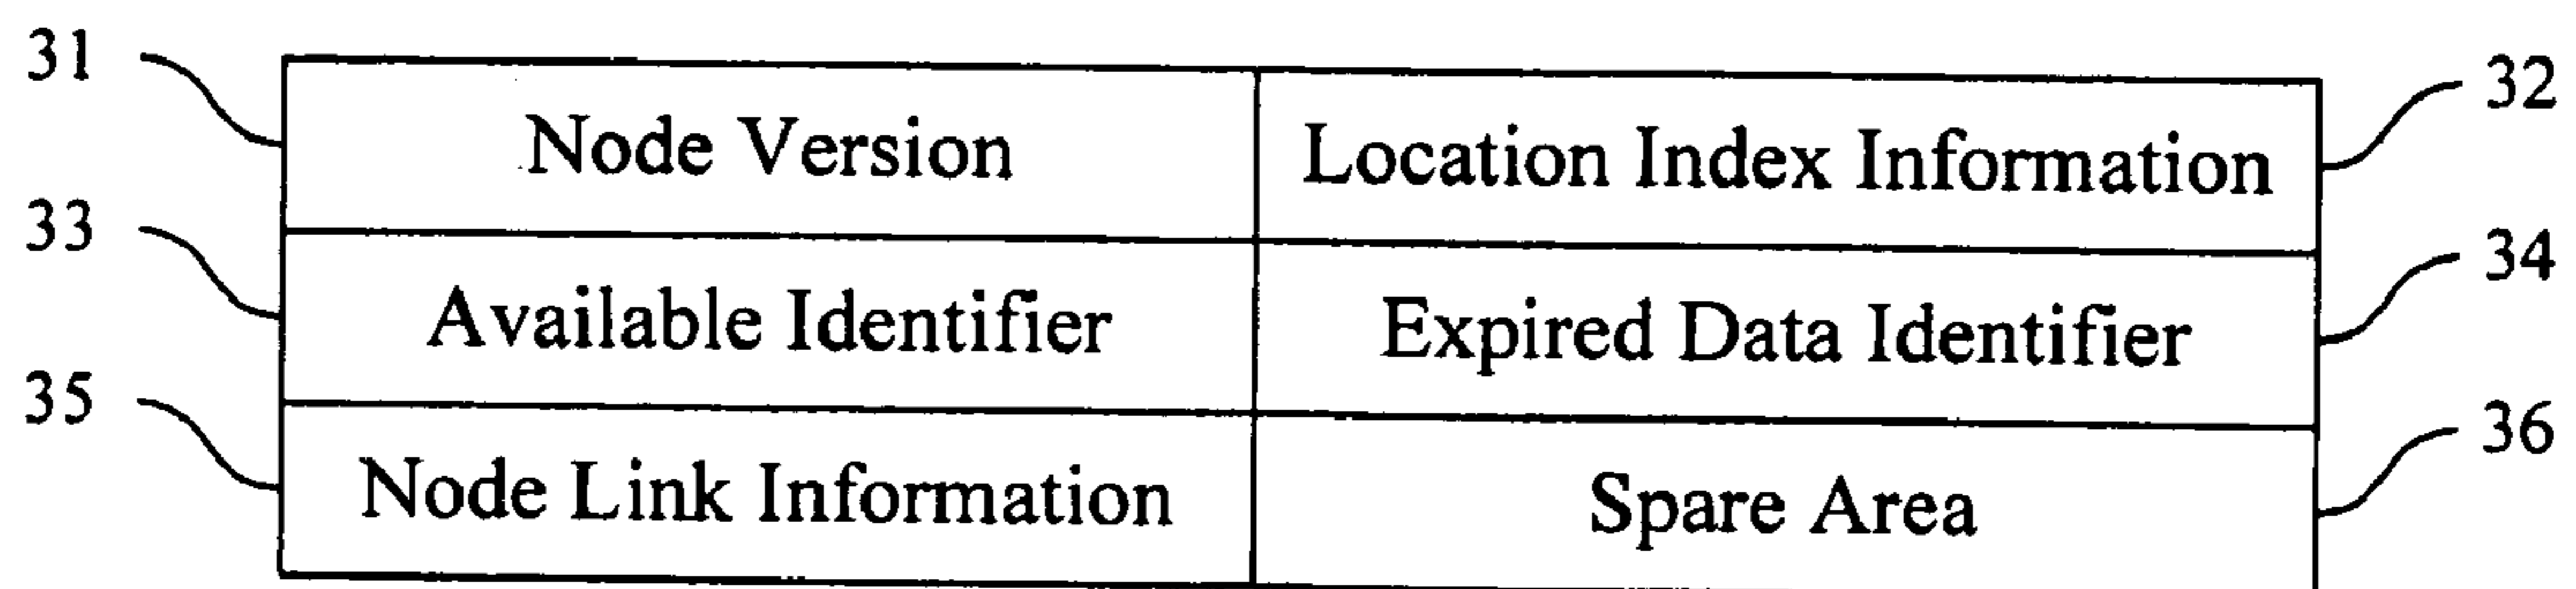 31 Node Version Location Index Information 32
33 Available Identifier Expired Data Identifier 34
35 Node Link Information Spare Area 36